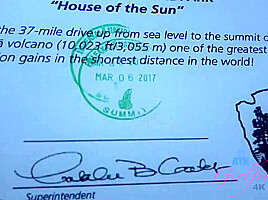 "House of the Sun"
the 37-mile drive up from sea level to the summit o
volcano (10,023 ft/3,055 m) one of the greatest
ion gains in the shortest distance in the world!
MAR 06 2017
SUMMIT
Superintendent
4K